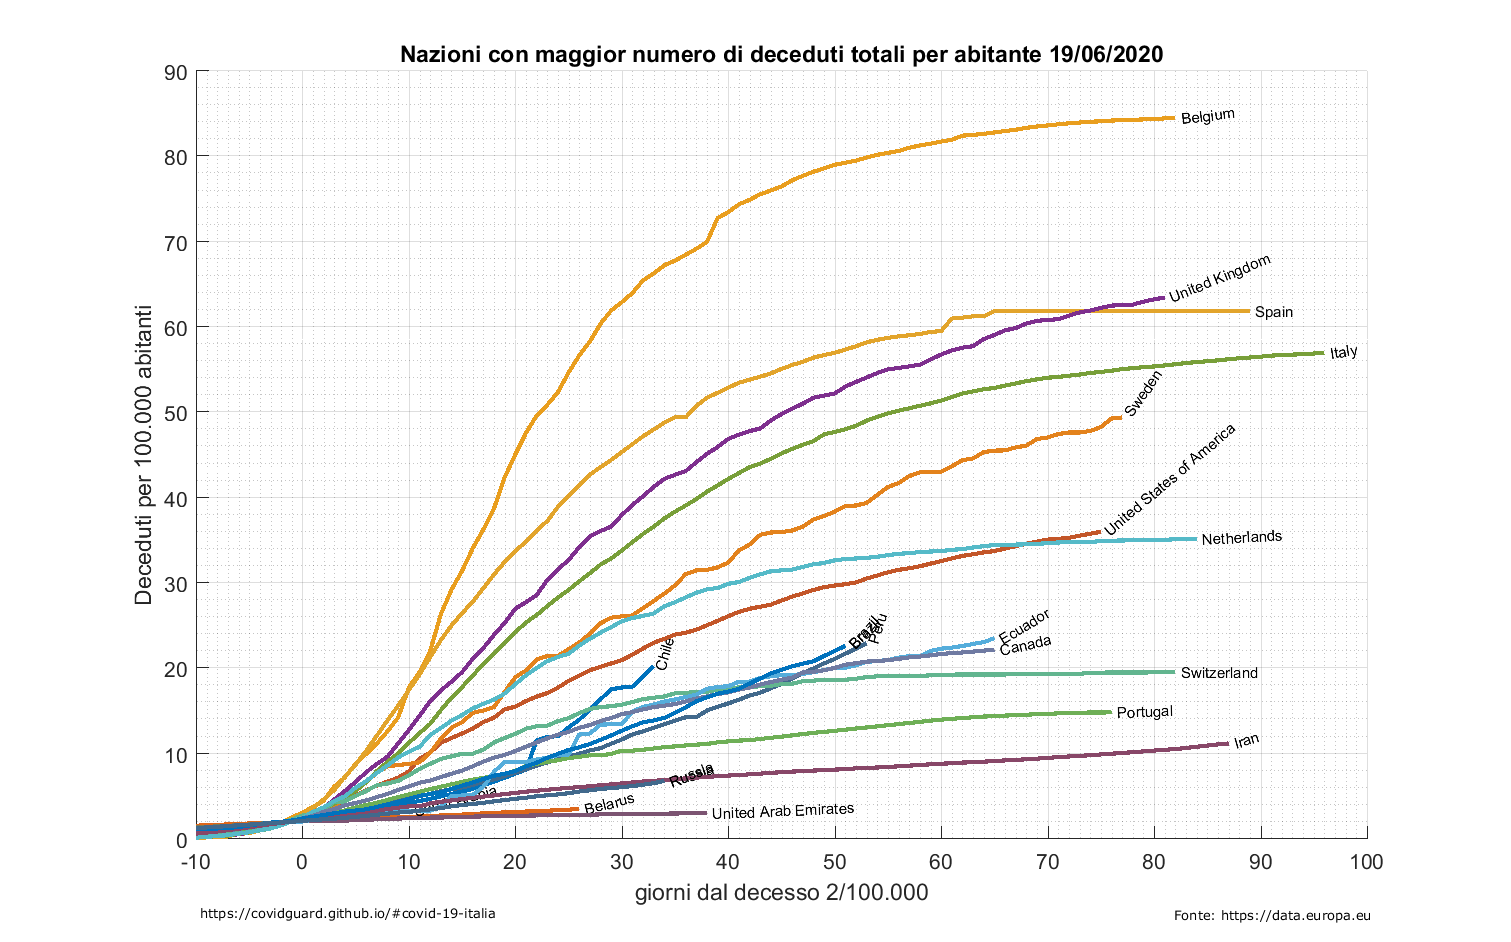 Nazioni con maggior numero di deceduti totali per abitante 19/06/2020
90
80
70
60
50
40
30
20
10
0
Deceduti per 100.000 abitanti
Belgium
United Kingdom
Spain
Italy
Sweden
United States of America
Netherlands
Chile
Brazil
Peru
Ecuador
Canada
Switzerland
Portugal
Iran
Russia
Belarus
United Arab Emirates
-10
0
10
20
30
40
50
60
70
80
90
100
giorni dal decesso 2/100.000
https://covidguard.github.io/#covid-19-italia
Fonte: https://data.europa.eu